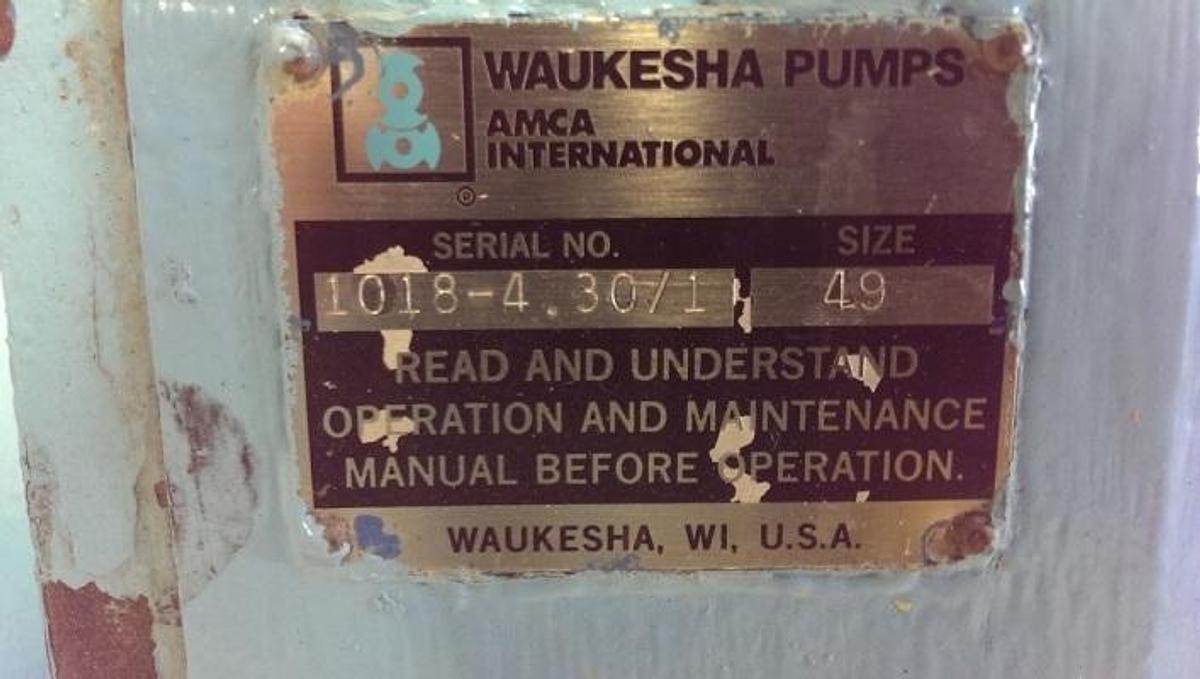 WAUKESHA PUMPS
AMCA
INTERNATIONAL
®
SERIAL NO. SIZE
1018-4.30/1 49
READ AND UNDERSTAND
OPERATION AND MAINTENANCE
MANUAL BEFORE OPERATION.
WAUKESHA, WI, U.S.A.